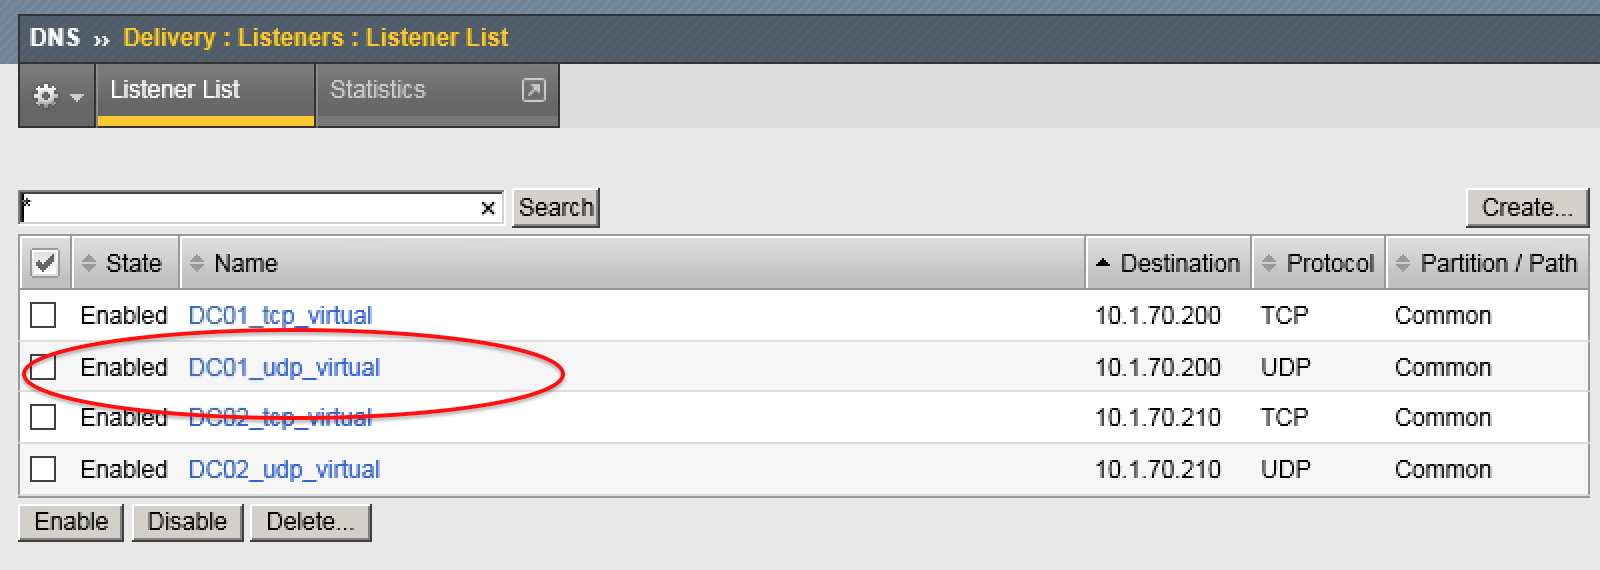 DNS ›› Delivery : Listeners : Listener List
Listener List Statistics
* × Search Create...
State Name Destination Protocol Partition / Path
Enabled DC01_tcp_virtual 10.1.70.200 TCP Common
Enabled DC01_udp_virtual 10.1.70.200 UDP Common
Enabled DC02_tcp_virtual 10.1.70.210 TCP Common
Enabled DC02_udp_virtual 10.1.70.210 UDP Common
Enable Disable Delete...